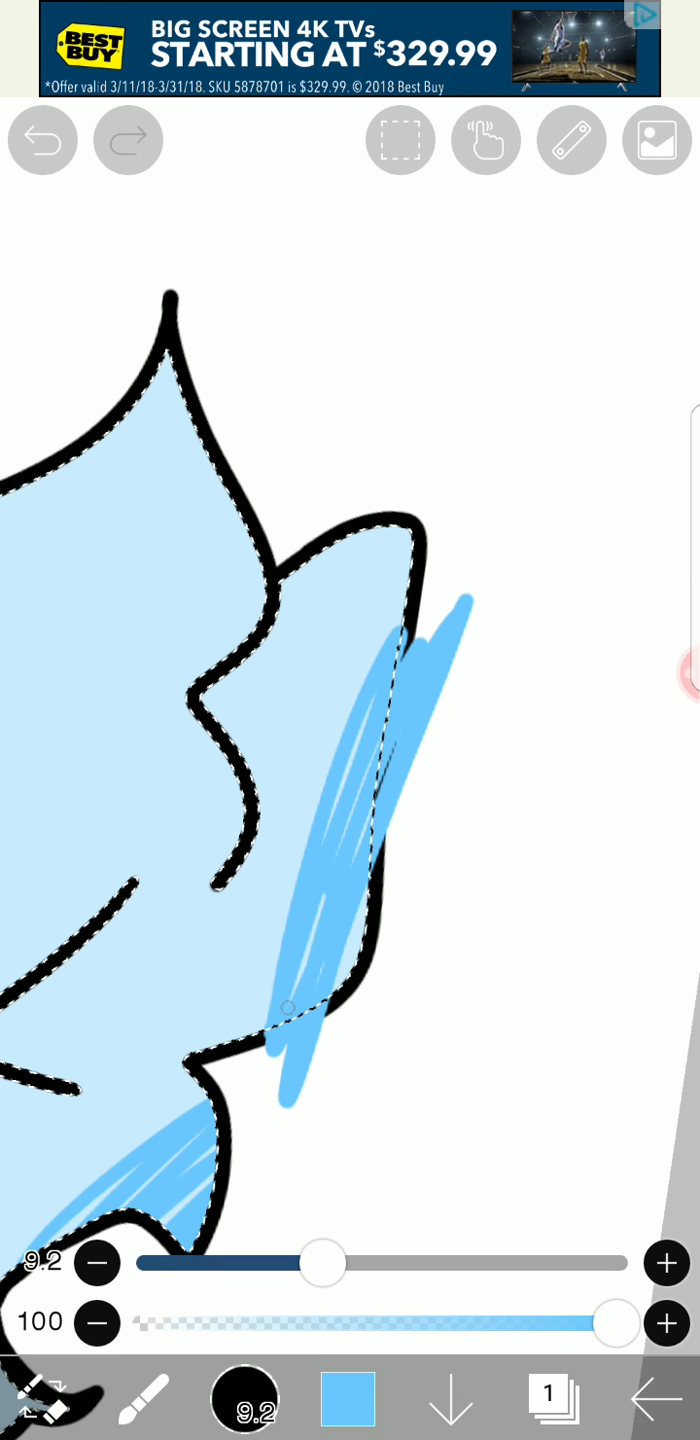 BEST
BUY
BIG SCREEN 4K TVs
STARTING AT $329.99
*Offer valid 3/11/18-3/31/18. SKU 5878701 is $329.99. © 2018 Best Buy
9.2
100
9.2
1